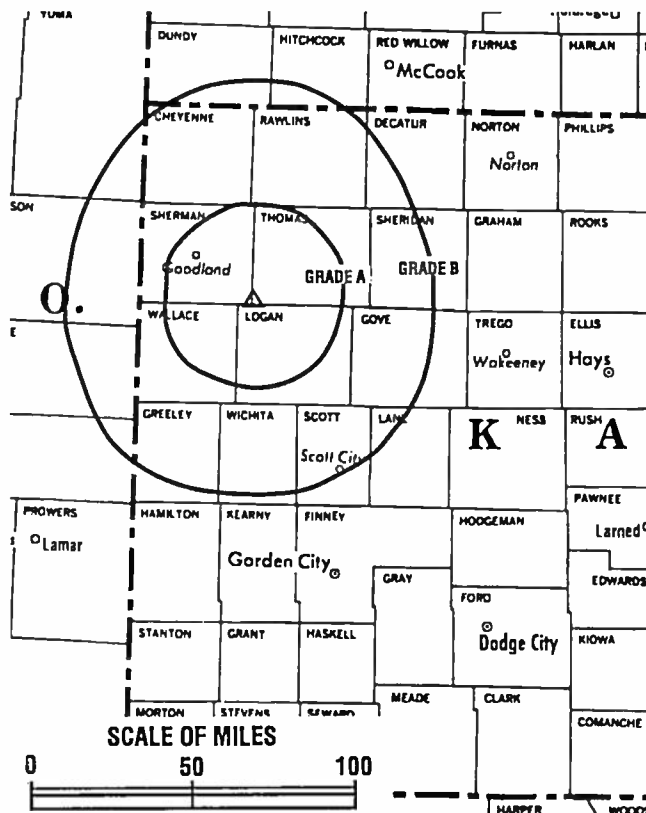 YUMA
DUNDY
HITCHCOCK
RED WILLOW
FURNAS
HARLAN
McCook
CHEYENNE
RAWLINS
DECATUR
NORTON
PHILLIPS
Norton
SON
SHERMAN
THOMAS
SHERIDAN
GRAHAM
ROOKS
Goodland
GRADE A
GRADE B
O.
WALLACE
LOGAN
GOVE
TREGO
ELLIS
E
Wakeeney
Hays
GREELEY
WICHITA
SCOTT
LANE
K
NESS
RUSH
A
Scott City
PAWNEE
PROWERS
HAMILTON
KEARNY
FINNEY
HODGEMAN
Lamar
Larned
Garden City
GRAY
EDWARDS
FORD
STANTON
GRANT
HASKELL
Dodge City
KIOWA
MEADE
CLARK
MORTON
STEVENS
SEWARD
COMANCHE
SCALE OF MILES
0 50 100
HARPER
WOODS